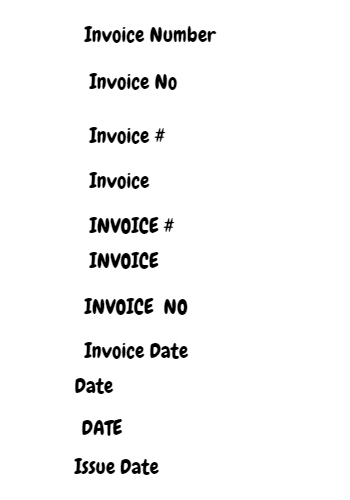 Invoice Number
Invoice No
Invoice #
Invoice
INVOICE #
INVOICE
INVOICE NO
Invoice Date
Date
DATE
Issue Date